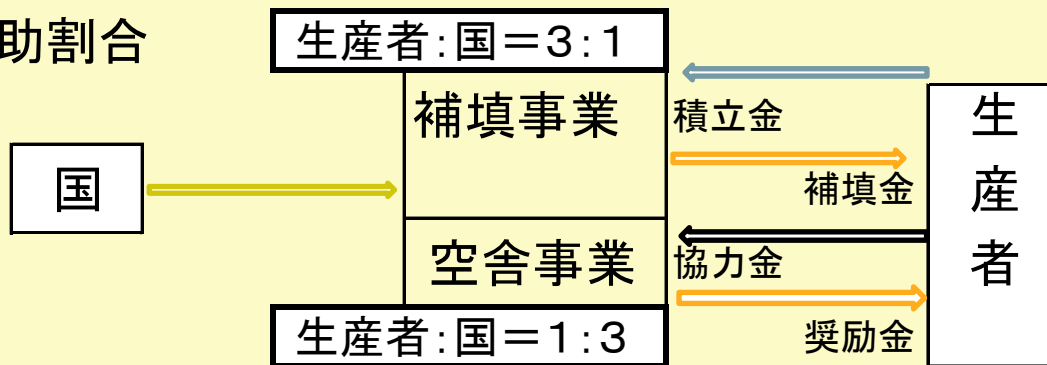 助割合
生産者:国=3:1
補填事業
積立金
国
補填金
空舎事業
協力金
生産者:国=1:3
奨励金
生産者